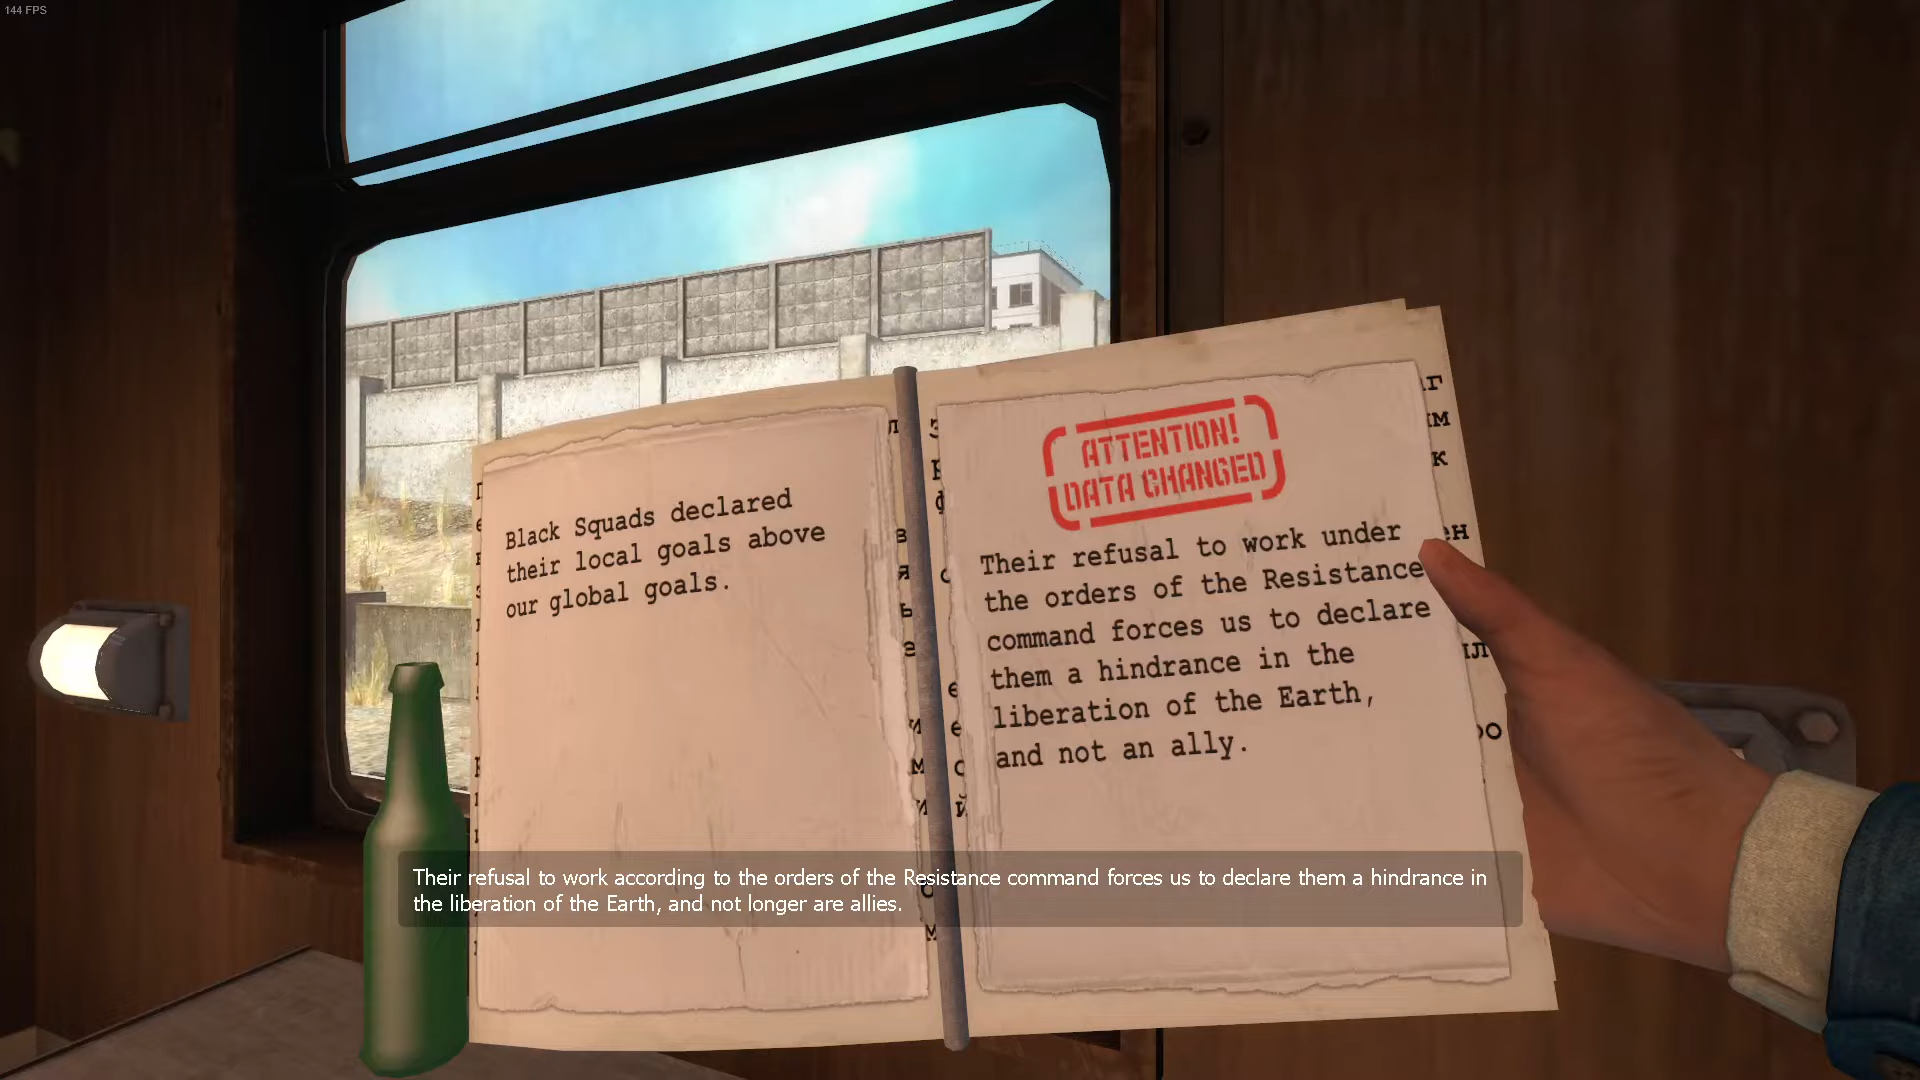 144 FPS
Black Squads declared
their local goals above
our global goals.
ATTENTION!
DATA CHANGED
Their refusal to work under
the orders of the Resistance
command forces us to declare
them a hindrance in the
liberation of the Earth,
and not an ally.
Their refusal to work according to the orders of the Resistance command forces us to declare them a hindrance in
the liberation of the Earth, and not longer are allies.